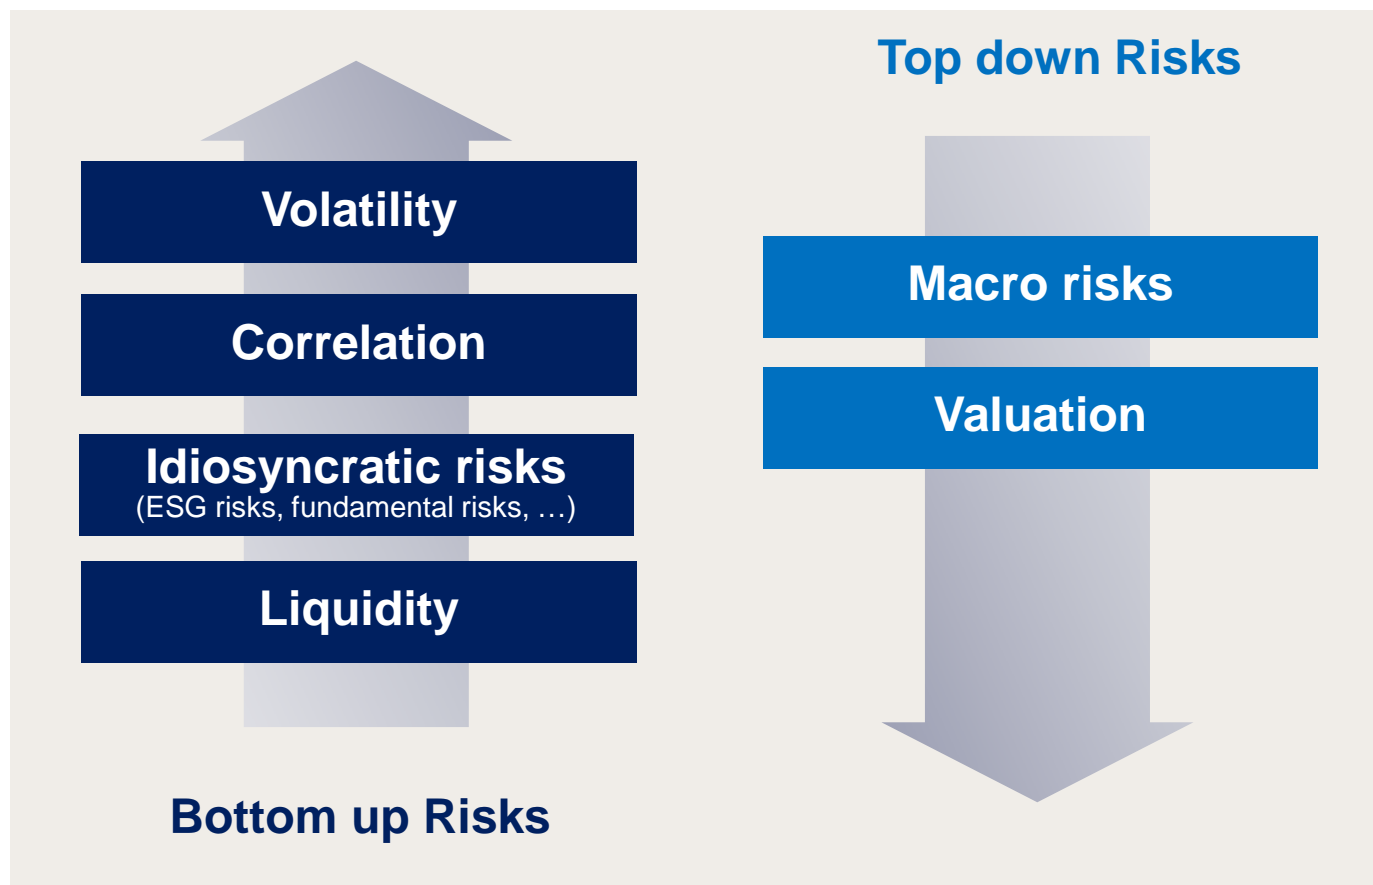 Volatility
Correlation
Idiosyncratic risks
(ESG risks, fundamental risks, …)
Liquidity
Bottom up Risks
Top down Risks
Macro risks
Valuation